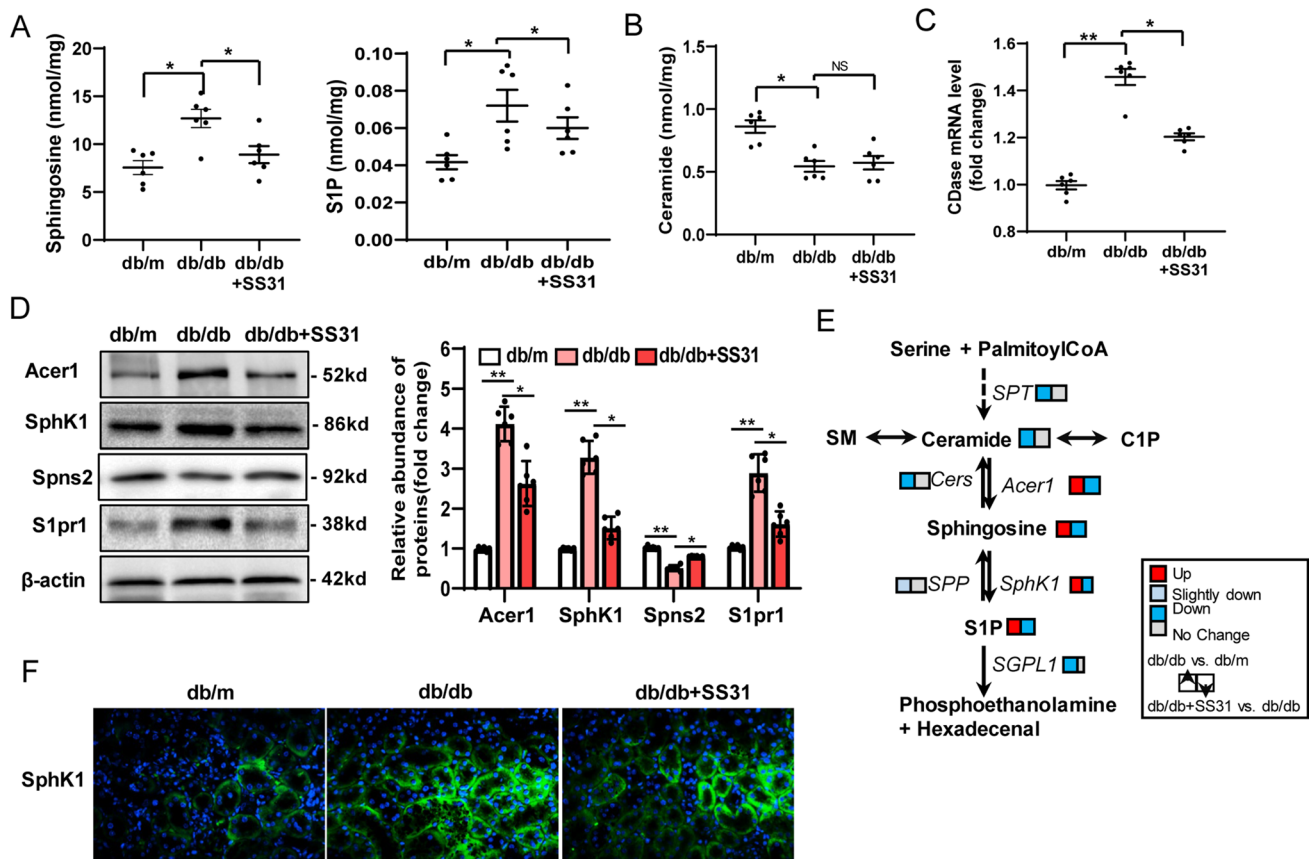 A
Sphingosine (nmol/mg)
20
15
10
5
0
*
*
db/m
db/db
db/db
+SS31
S1P (nmol/mg)
0.10
0.08
0.06
0.04
0.02
0.00
*
*
db/m
db/db
db/db
+SS31
B
Ceramide (nmol/mg)
1.5
1.0
0.5
0.0
*
NS
db/m
db/db
db/db
+SS31
C
CDase mRNA level
(fold change)
1.6
1.4
1.2
1.0
0.8
**
*
db/m
db/db
db/db
+SS31
D
db/m db/db db/db+SS31
Acer1 - 52kd
SphK1 - 86kd
Spns2 - 92kd
S1pr1 - 38kd
β-actin - 42kd
Relative abundance of
proteins(fold change)
6
5
4
3
2
1
0
db/m db/db db/db+SS31
** *
** *
** *
** *
Acer1 SphK1 Spns2 S1pr1
E
Serine + PalmitoylCoA
SPT
SM Ceramide C1P
Cers Acer1
Sphingosine
SPP SphK1
S1P
SGPL1
Phosphoethanolamine
+ Hexadecenal
Up
Slightly down
Down
No Change
db/db vs. db/m
db/db+SS31 vs. db/db
F
db/m db/db db/db+SS31
SphK1